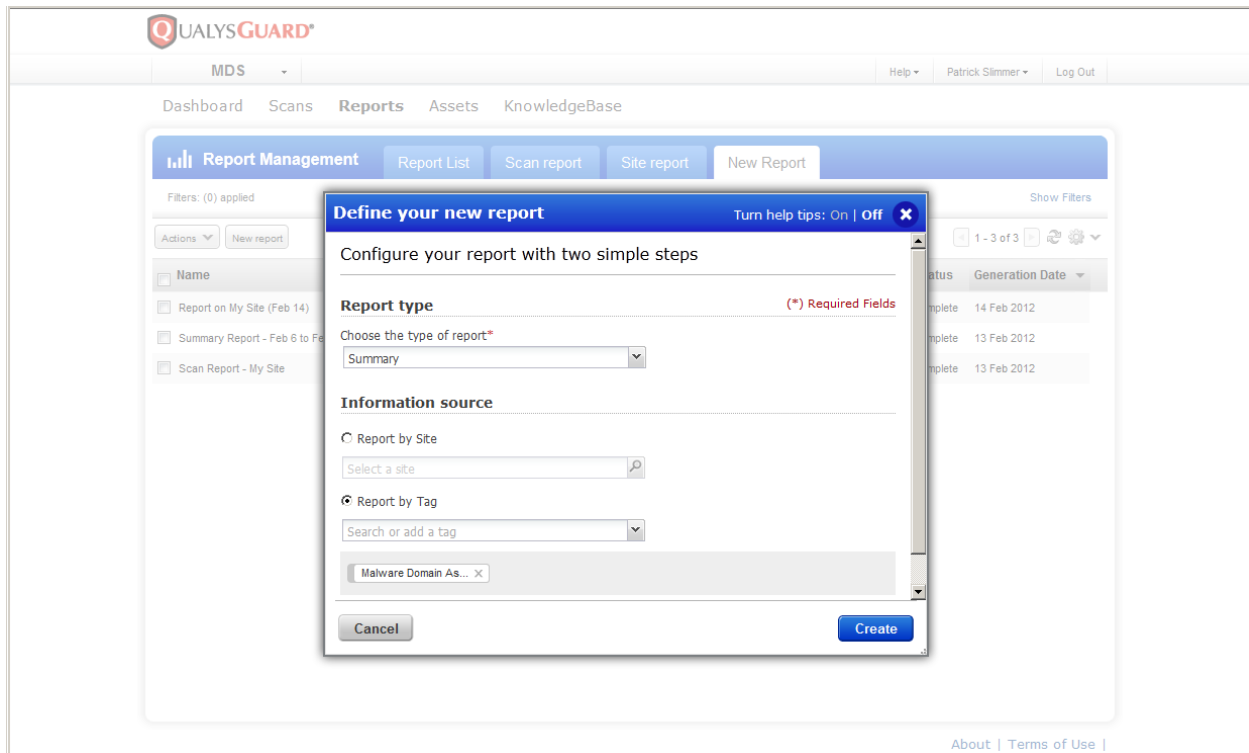 QUALYSGUARD®
MDS
Help
Patrick Slimmer
Log Out
Dashboard Scans Reports Assets KnowledgeBase
Report Management
Report List
Scan report
Site report
New Report
Filters: (0) applied
Show Filters
Actions
New report
1 - 3 of 3
Name
atus
Generation Date
Report on My Site (Feb 14)
mplete
14 Feb 2012
Summary Report - Feb 6 to Fe
mplete
13 Feb 2012
Scan Report - My Site
mplete
13 Feb 2012
Define your new report
Turn help tips: On | Off
Configure your report with two simple steps
Report type
(*) Required Fields
Choose the type of report*
Summary
Information source
Report by Site
Select a site
Report by Tag
Search or add a tag
Malware Domain As...
Cancel
Create
About | Terms of Use |